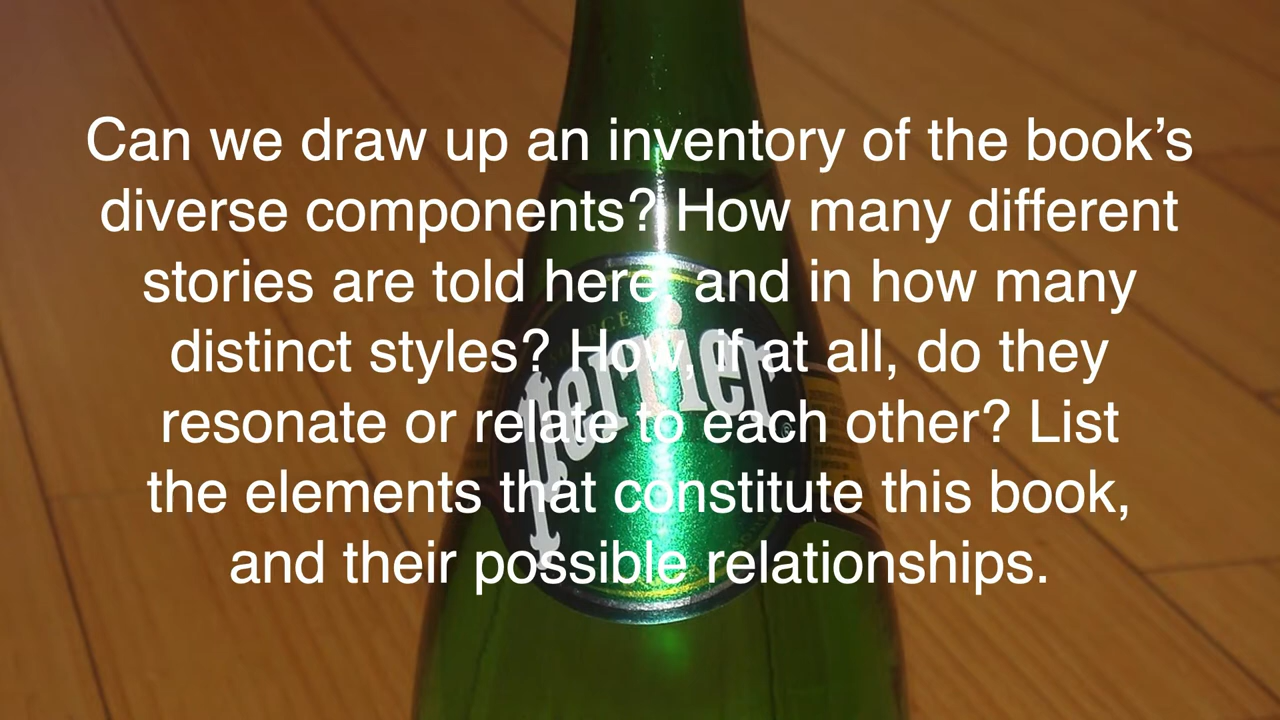 Can we draw up an inventory of the book’s
diverse components? How many different
stories are told here, and in how many
distinct styles? How, if at all, do they
resonate or relate to each other? List
the elements that constitute this book,
and their possible relationships.
Perrier